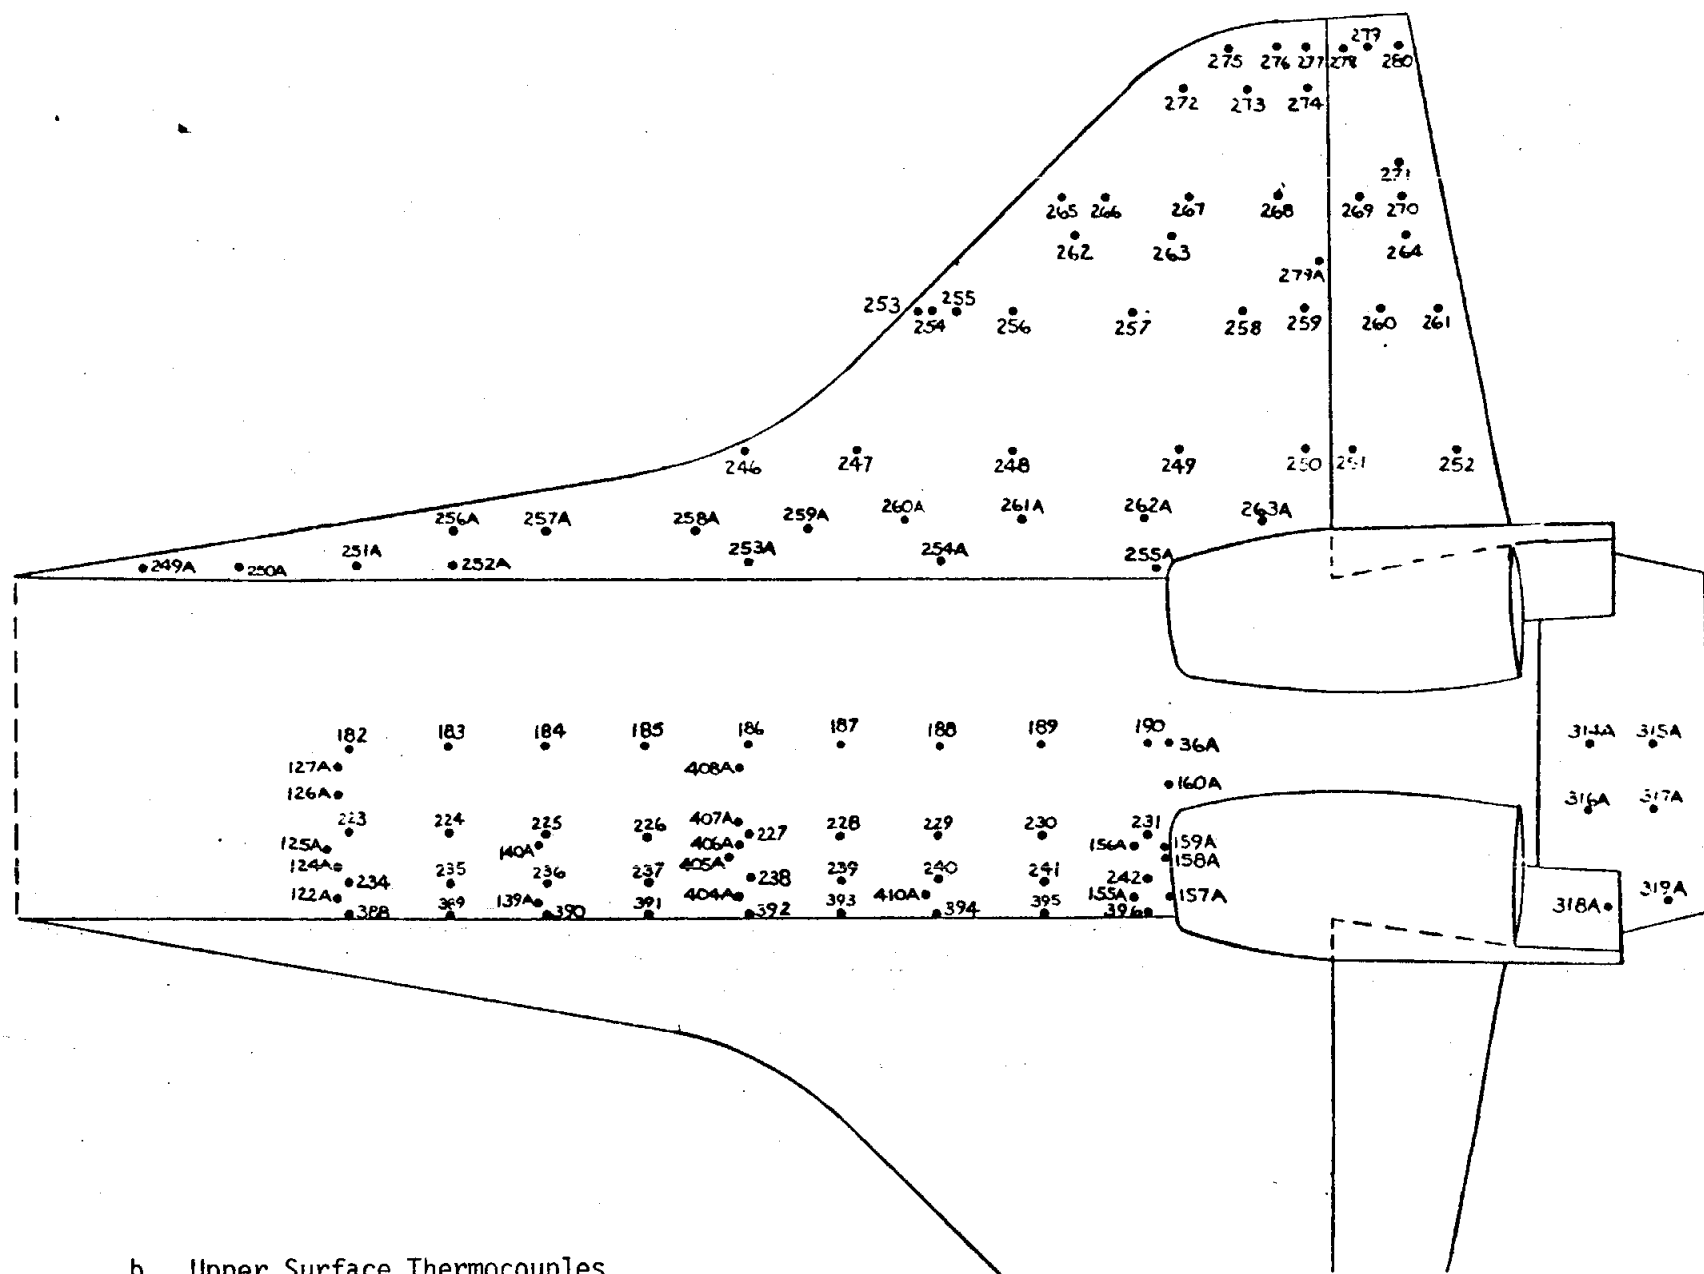 279
275 276 277 278 280
272 273 274
271
265 266 267 268 269 270
262 263 264
279A
253 255
254 256 257 258 259 260 261
246 247 248 249 250 251 252
256A 257A 258A 259A 260A 261A 262A 263A
249A 250A 251A 252A 253A 254A 255A
182 183 184 185 186 187 188 189 190 36A 314A 315A
127A 408A
160A
126A 316A 317A
223 224 225 226 407A 227 228 229 230 231
125A 140A 406A 156A 159A
405A 158A
124A 234 235 236 237 238 239 240 241 242
122A 139A 404A 410A 155A 157A 318A 319A
388 389 390 391 392 393 394 395 396
b. Upper Surface Thermocouples